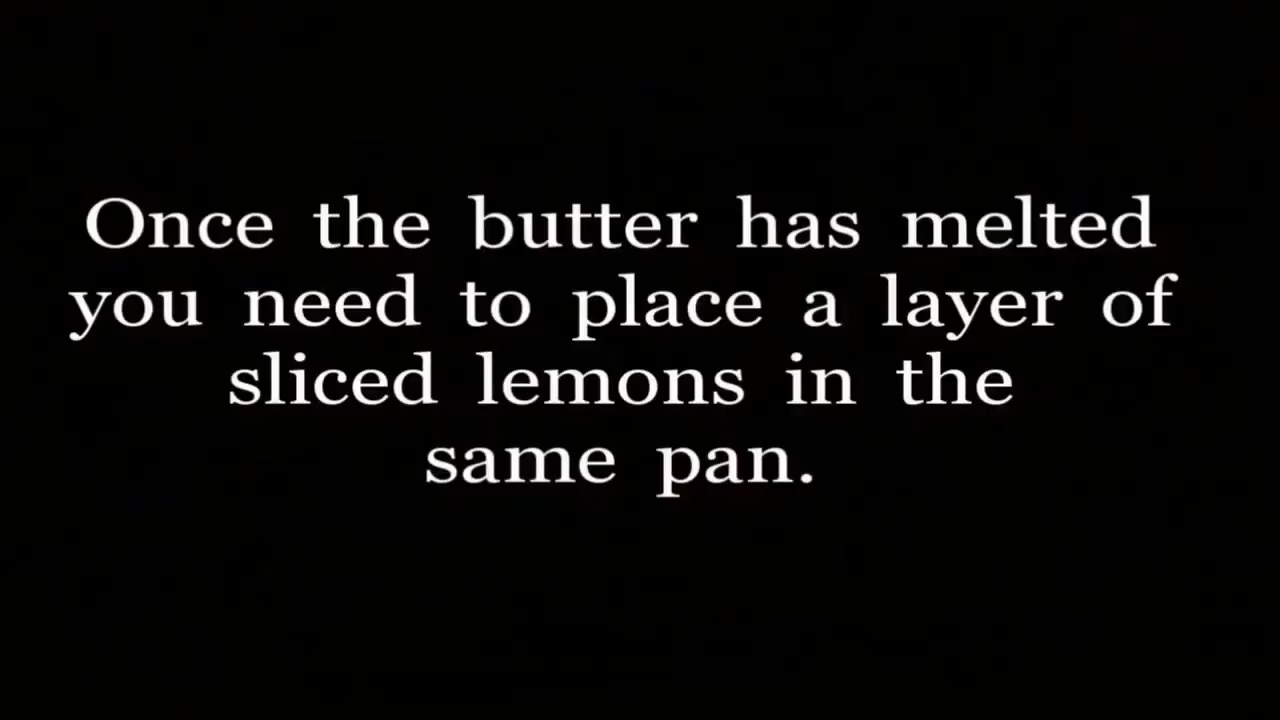 Once the butter has melted
you need to place a layer of
sliced lemons in the
same pan.